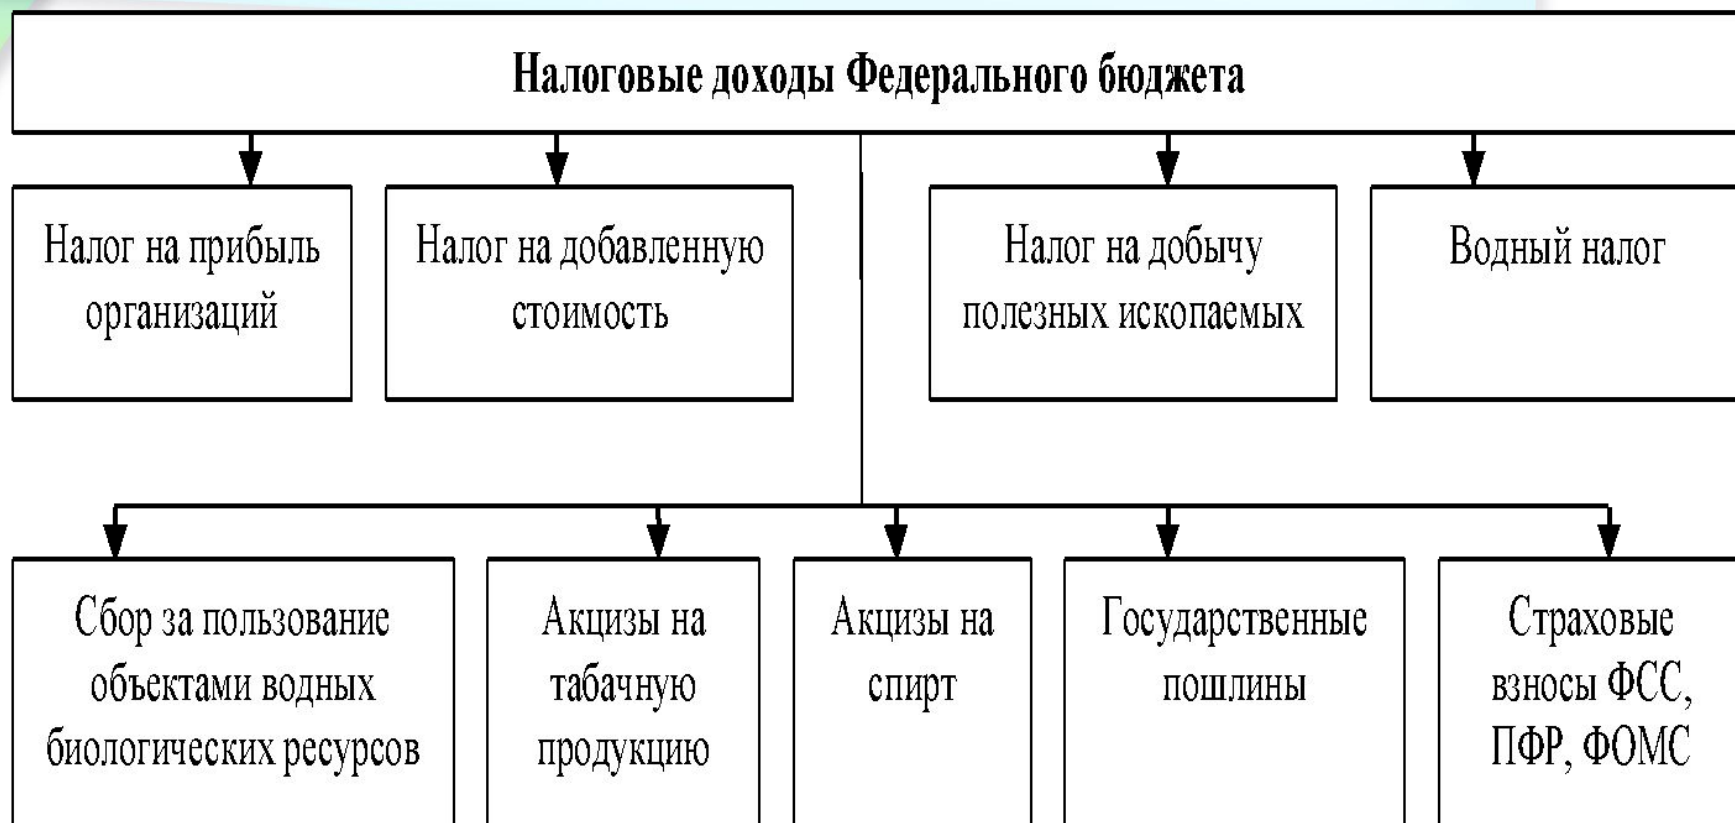 Налоговые доходы Федерального бюджета
Налог на прибыль
организаций
Налог на добавленную
стоимость
Налог на добычу
полезных ископаемых
Водный налог
Сбор за пользование
объектами водных
биологических ресурсов
Акцизы на
табачную
продукцию
Акцизы на
спирт
Государственные
пошлины
Страховые
взносы ФСС,
ПФР, ФОМС